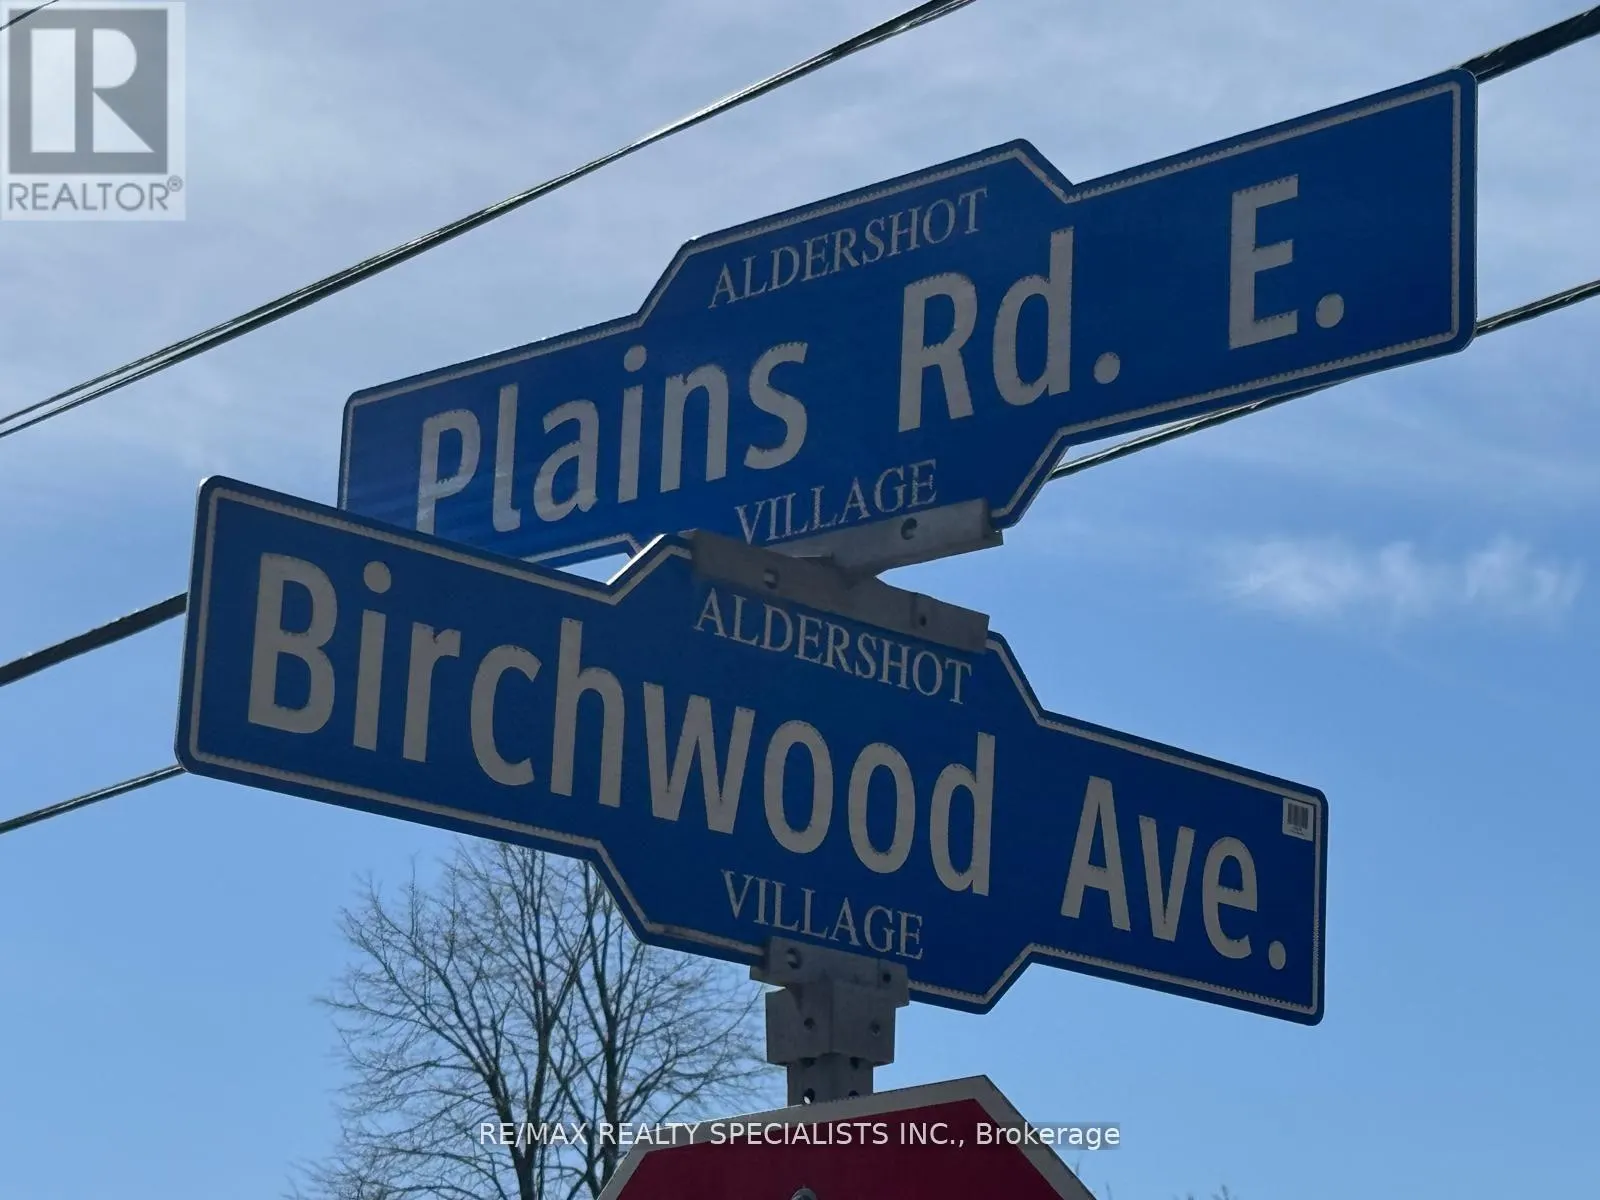 R
REALTOR®
ALDERSHOT
Plains Rd. E.
VILLAGE
ALDERSHOT
Birchwood Ave.
VILLAGE
RE/MAX REALTY SPECIALISTS INC., Brokerage